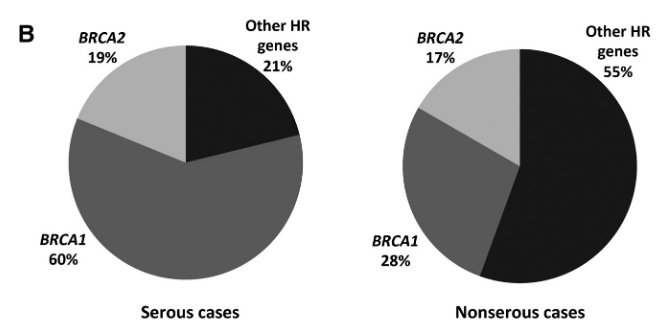 B
BRCA2
19%
Other HR
genes
21%
BRCA1
60%
Serous cases
BRCA2
17%
Other HR
genes
55%
BRCA1
28%
Nonserous cases